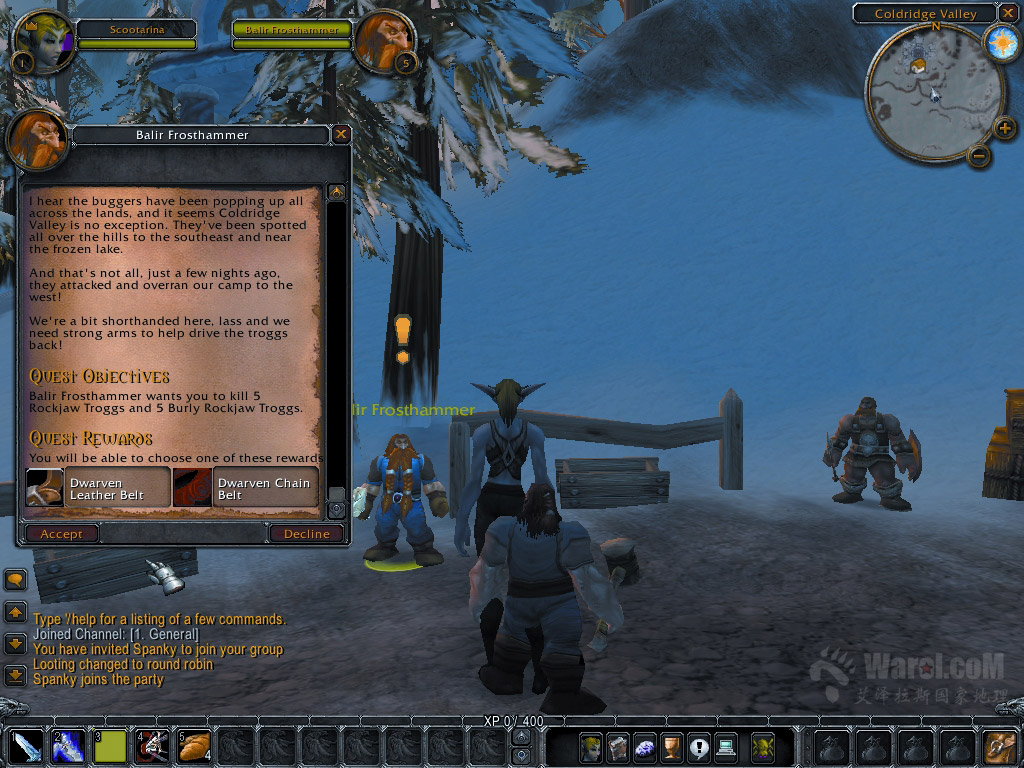 Scootarina
1
Balir Frosthammer
5
Coldridge Valley
N
Balir Frosthammer
I hear the buggers have been popping up all
across the lands, and it seems Coldridge
Valley is no exception. They've been spotted
all over the hills to the southeast and near
the frozen lake.
And that's not all, just a few nights ago,
they attacked and overran our camp to the
west!
We're a bit shorthanded here, lass and we
need strong arms to help drive the troggs
back!
Quest Objectives
Balir Frosthammer wants you to kill 5
Rockjaw Troggs and 5 Burly Rockjaw Troggs.
Quest Rewards
You will be able to choose one of these rewards
Dwarven
Leather Belt
Dwarven Chain
Belt
Accept
Decline
lir Frosthammer
Type '/help for a listing of a few commands.
Joined Channel: [1. General]
You have invited Spanky to join your group
Looting changed to round robin
Spanky joins the party
WaroL.coM
艾泽拉斯国家地理
XP 0 / 400
2
3
4
5
4